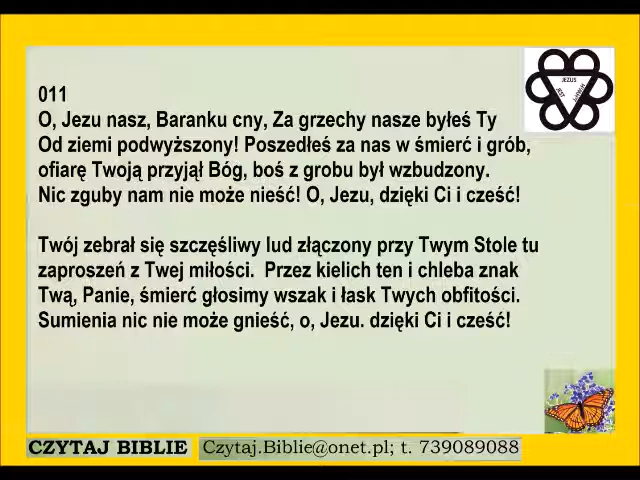 011
O, Jezu nasz, Baranku cny, Za grzechy nasze byłeś Ty
Od ziemi podwyższony! Poszedłeś za nas w śmierć i grób,
ofiarę Twoją przyjął Bóg, boś z grobu był wzbudzony.
Nic zguby nam nie może nieść! O, Jezu, dzięki Ci i cześć!
Twój zebrał się szczęśliwy lud złączony przy Twym Stole tu
zaproszeń z Twej miłości. Przez kielich ten i chleba znak
Twą, Panie, śmierć głosimy wszak i łask Twych obfitości.
Sumienia nic nie może gnieść, o, Jezu. dzięki Ci i cześć!
JEZUS
JEST
CZYTAJ BIBLIE Czytaj.Biblie@onet.pl; t. 739089088